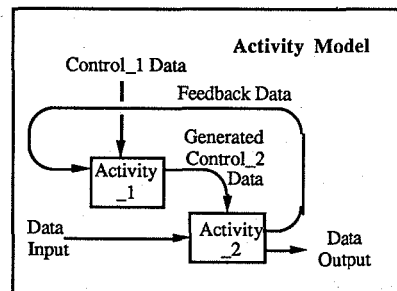 Activity Model
Control_1 Data
Feedback Data
Generated
Control_2
Data
Activity
_1
Data
Input
Activity
_2
Data
Output